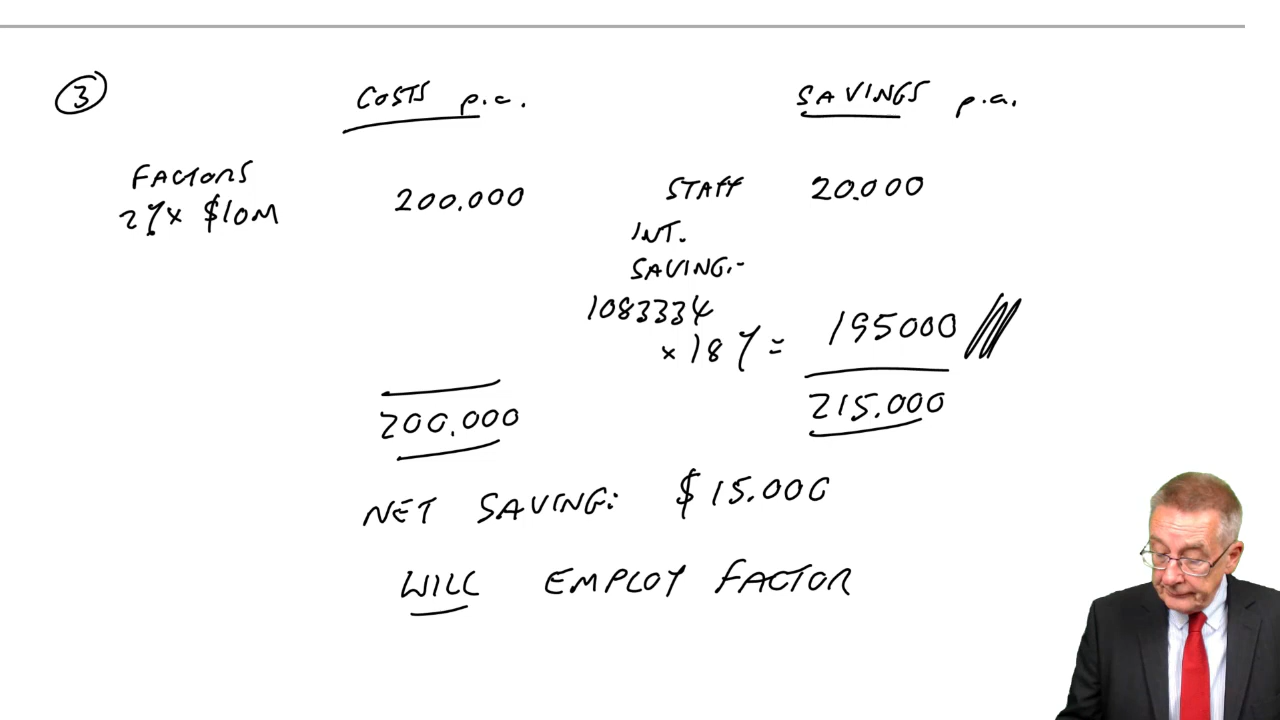 3
COSTS p.a.
SAVINGS p.a.
FACTORS
2% x $10M
200.000
STAFF 20.000
INT.
SAVING:-
1083334
x 18% = 195000
200.000
215.000
NET SAVING: $15.000
WILL EMPLOY FACTOR